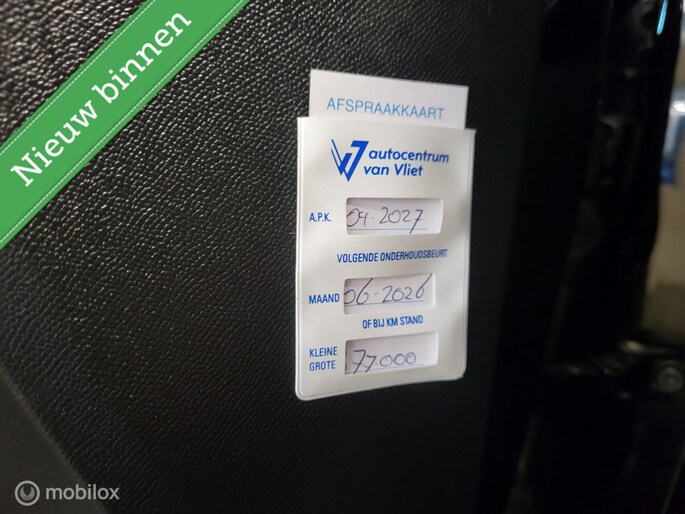 Nieuw binnen
AFSPRAAKKAART
autocentrum
van Vliet
A.P.K. 04-2027
VOLGENDE ONDERHOUDSBEURT
MAAND 06-2026
OF BIJ KM STAND
KLEINE
GROTE 77.000
mobilox